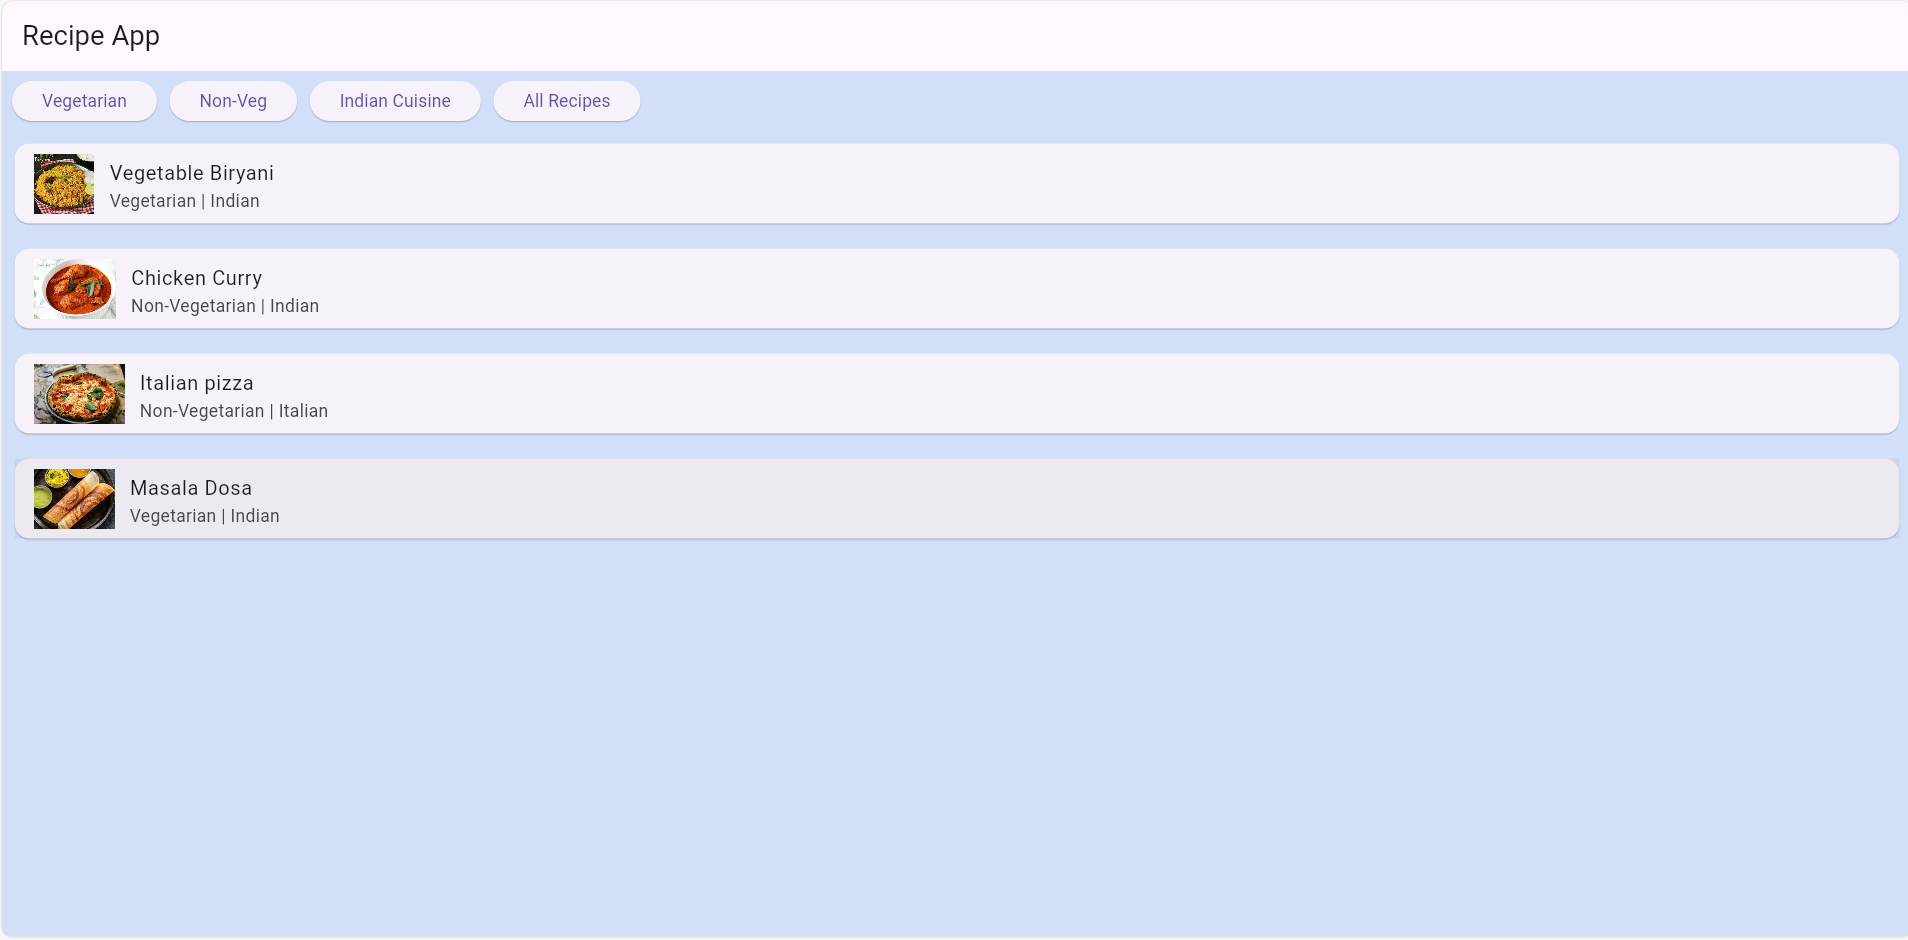 Recipe App
Vegetarian
Non-Veg
Indian Cuisine
All Recipes
Vegetable Biryani
Vegetarian | Indian
Chicken Curry
Non-Vegetarian | Indian
Italian pizza
Non-Vegetarian | Italian
Masala Dosa
Vegetarian | Indian